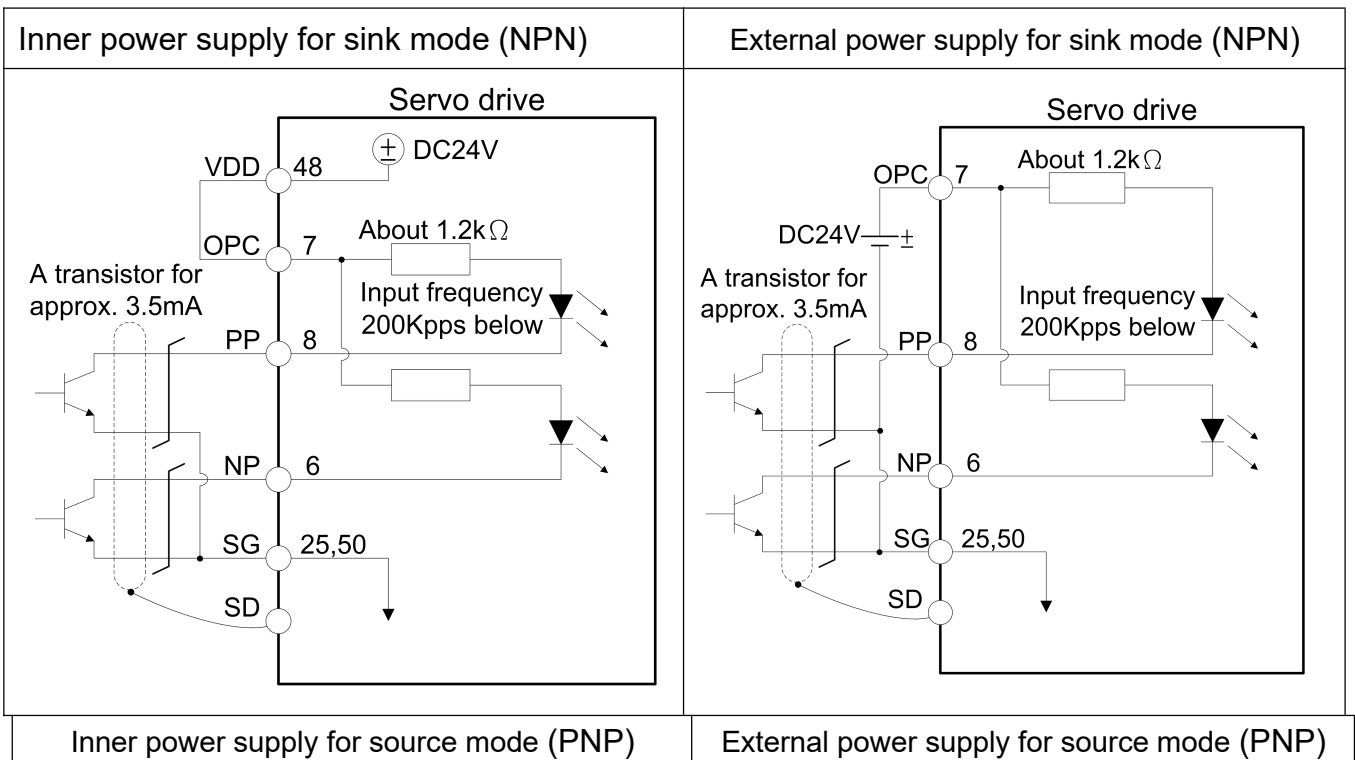 Inner power supply for sink mode (NPN)
External power supply for sink mode (NPN)
Servo drive
± DC24V
VDD 48
About 1.2kΩ
OPC 7
A transistor for
approx. 3.5mA
Input frequency
200Kpps below
PP 8
NP 6
SG 25,50
SD
Servo drive
About 1.2kΩ
OPC 7
DC24V ±
A transistor for
approx. 3.5mA
Input frequency
200Kpps below
PP 8
NP 6
SG 25,50
SD
Inner power supply for source mode (PNP)
External power supply for source mode (PNP)